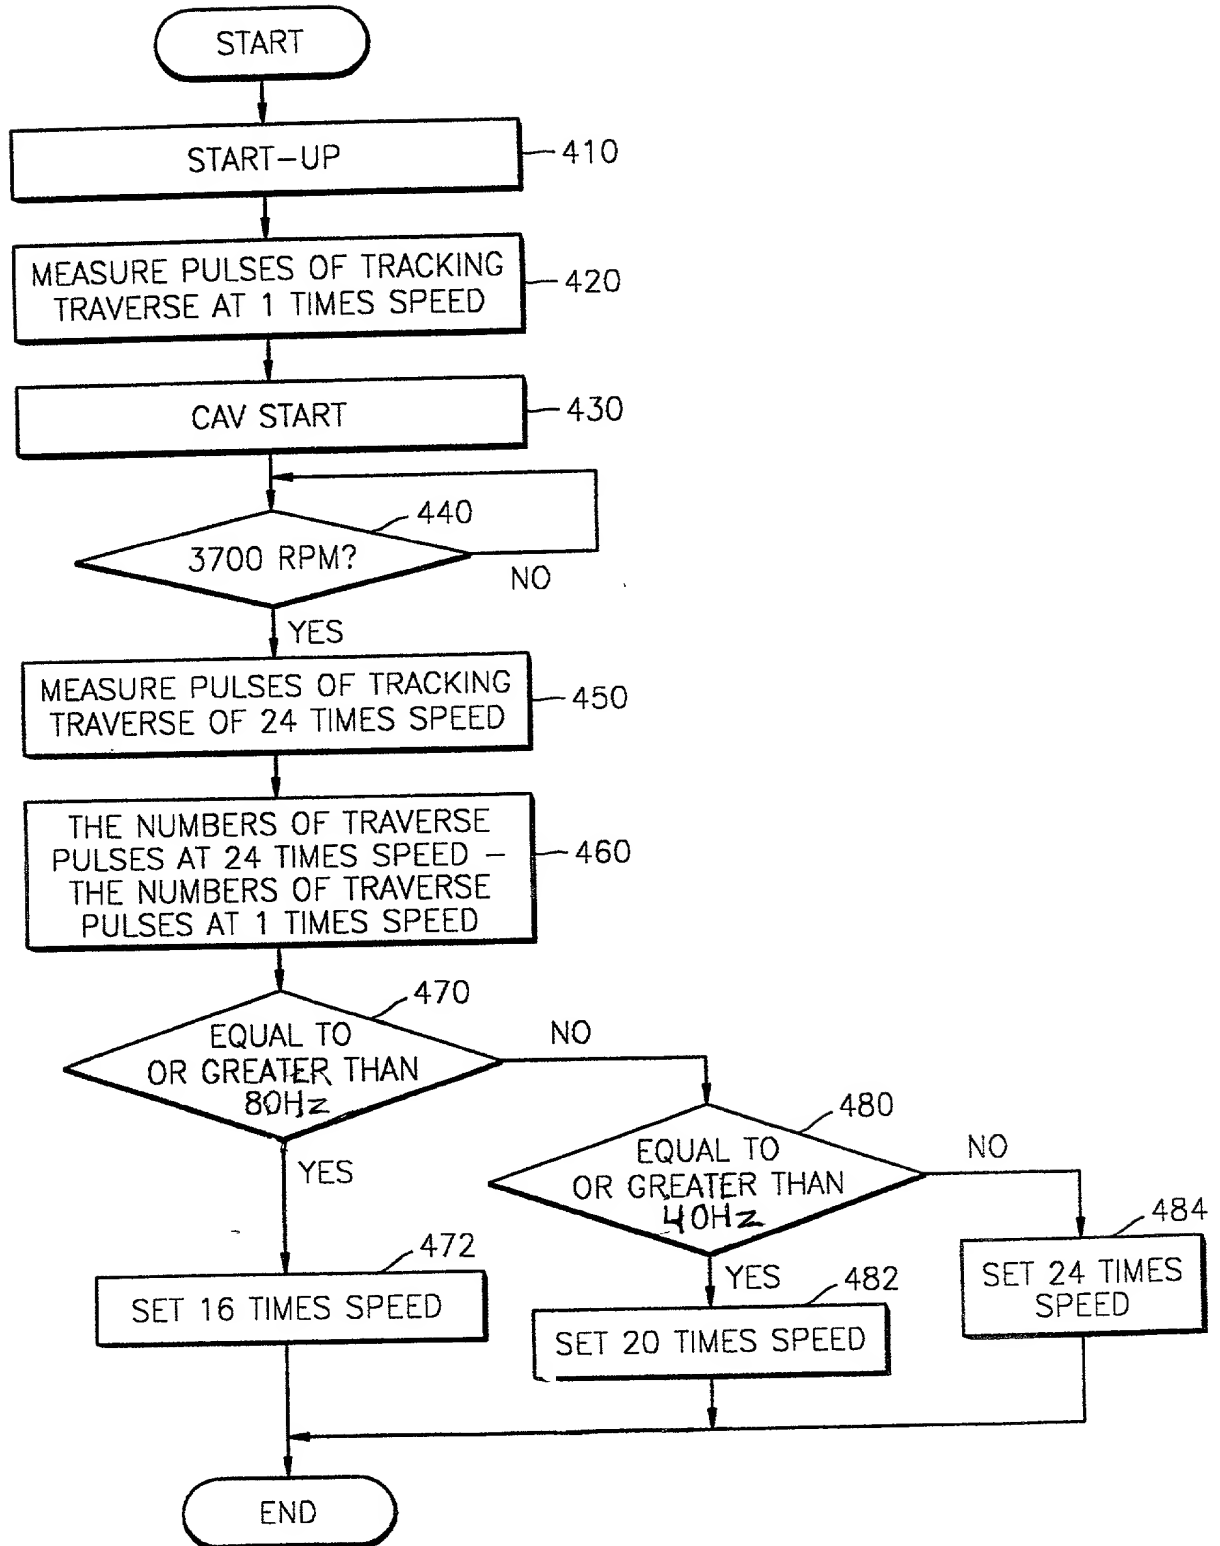 START
START-UP
410
MEASURE PULSES OF TRACKING
TRAVERSE AT 1 TIMES SPEED
420
CAV START
430
440
3700 RPM?
NO
YES
MEASURE PULSES OF TRACKING
TRAVERSE OF 24 TIMES SPEED
450
THE NUMBERS OF TRAVERSE
PULSES AT 24 TIMES SPEED –
THE NUMBERS OF TRAVERSE
PULSES AT 1 TIMES SPEED
460
470
EQUAL TO
OR GREATER THAN
80Hz
NO
YES
480
EQUAL TO
OR GREATER THAN
40Hz
NO
YES
472
SET 16 TIMES SPEED
482
SET 20 TIMES SPEED
484
SET 24 TIMES
SPEED
END